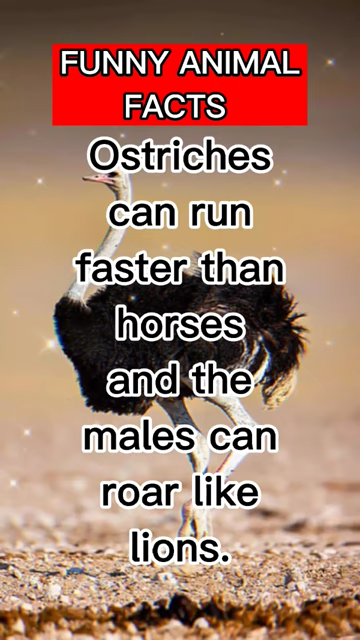 FUNNY ANIMAL
FACTS
Ostriches
can run
faster than
horses
and the
males can
roar like
lions.